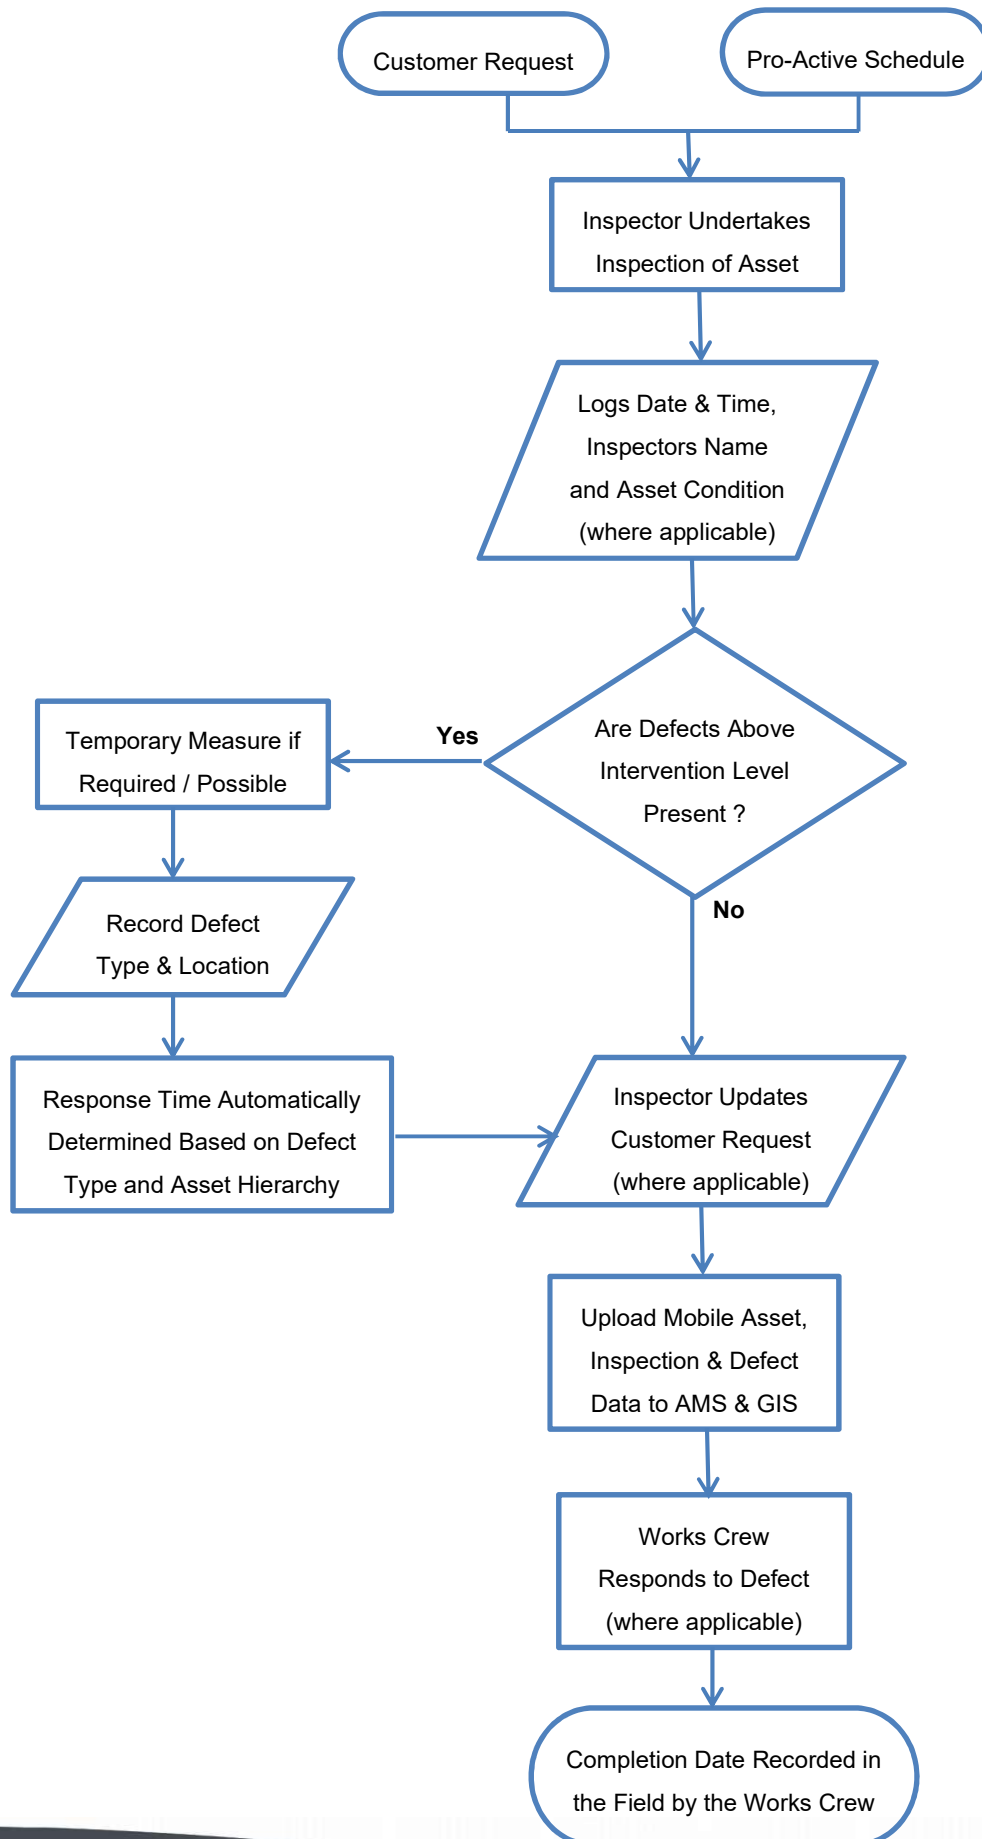 Customer Request
Pro-Active Schedule
Inspector Undertakes
Inspection of Asset
Logs Date & Time,
Inspectors Name
and Asset Condition
(where applicable)
Are Defects Above
Intervention Level
Present ?
Yes
Temporary Measure if
Required / Possible
Record Defect
Type & Location
Response Time Automatically
Determined Based on Defect
Type and Asset Hierarchy
No
Inspector Updates
Customer Request
(where applicable)
Upload Mobile Asset,
Inspection & Defect
Data to AMS & GIS
Works Crew
Responds to Defect
(where applicable)
Completion Date Recorded in
the Field by the Works Crew